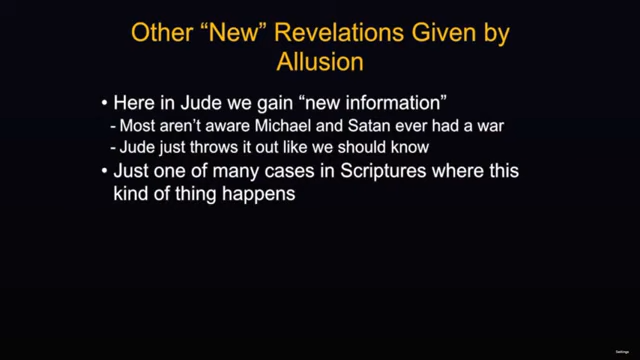 Other “New” Revelations Given by
Allusion
• Here in Jude we gain “new information”
- Most aren’t aware Michael and Satan ever had a war
- Jude just throws it out like we should know
• Just one of many cases in Scriptures where this
kind of thing happens
Settings